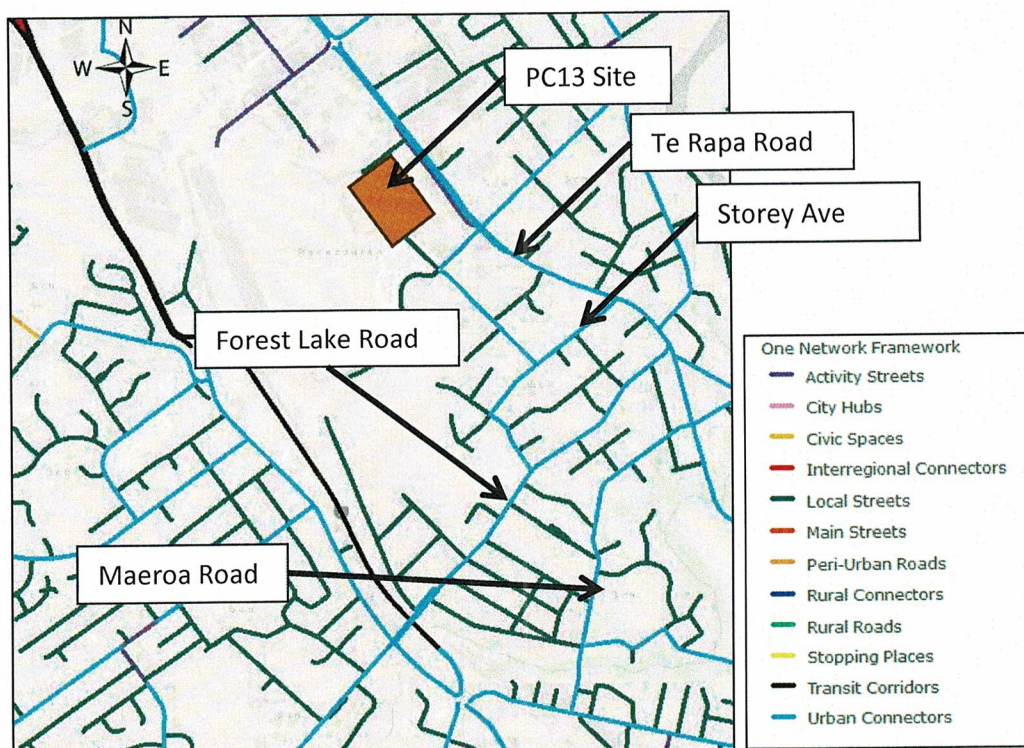 N
W E
S
PC13 Site
Te Rapa Road
Storey Ave
Forest Lake Road
Maeroa Road
One Network Framework
Activity Streets
City Hubs
Civic Spaces
Interregional Connectors
Local Streets
Main Streets
Peri-Urban Roads
Rural Connectors
Rural Roads
Stopping Places
Transit Corridors
Urban Connectors